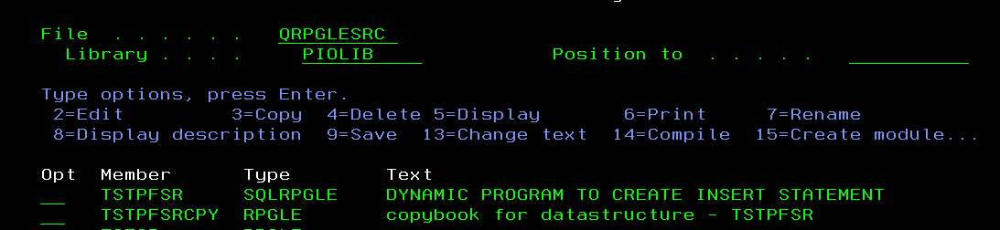 File . . . . . . QRPGLESRC
Library . . . . PIOLIB Position to . . . . .
Type options, press Enter.
2=Edit 3=Copy 4=Delete 5=Display 6=Print 7=Rename
8=Display description 9=Save 13=Change text 14=Compile 15=Create module...
Opt Member Type Text
TSTPFSR SQLRPGLE DYNAMIC PROGRAM TO CREATE INSERT STATEMENT
TSTPFSRCPY RPGLE copybook for datastructure - TSTPFSR